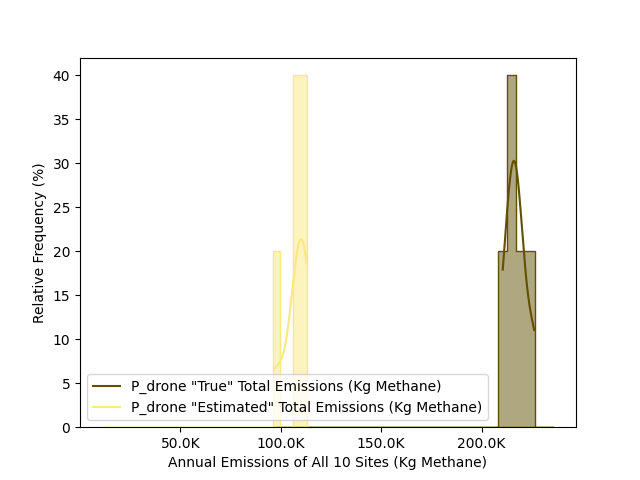 40
35
30
25
20
15
10
5
0
Relative Frequency (%)
P_drone "True" Total Emissions (Kg Methane)
P_drone "Estimated" Total Emissions (Kg Methane)
50.0K 100.0K 150.0K 200.0K
Annual Emissions of All 10 Sites (Kg Methane)